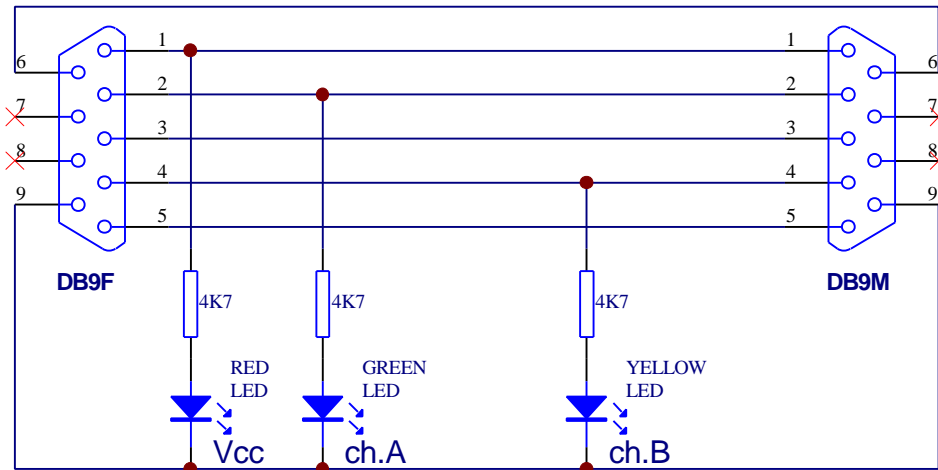 1 1
6 6
2 2
7 7
3 3
8 8
4 4
9 9
5 5
DB9F DB9M
4K7 4K7 4K7
RED GREEN YELLOW
LED LED LED
Vcc ch.A ch.B